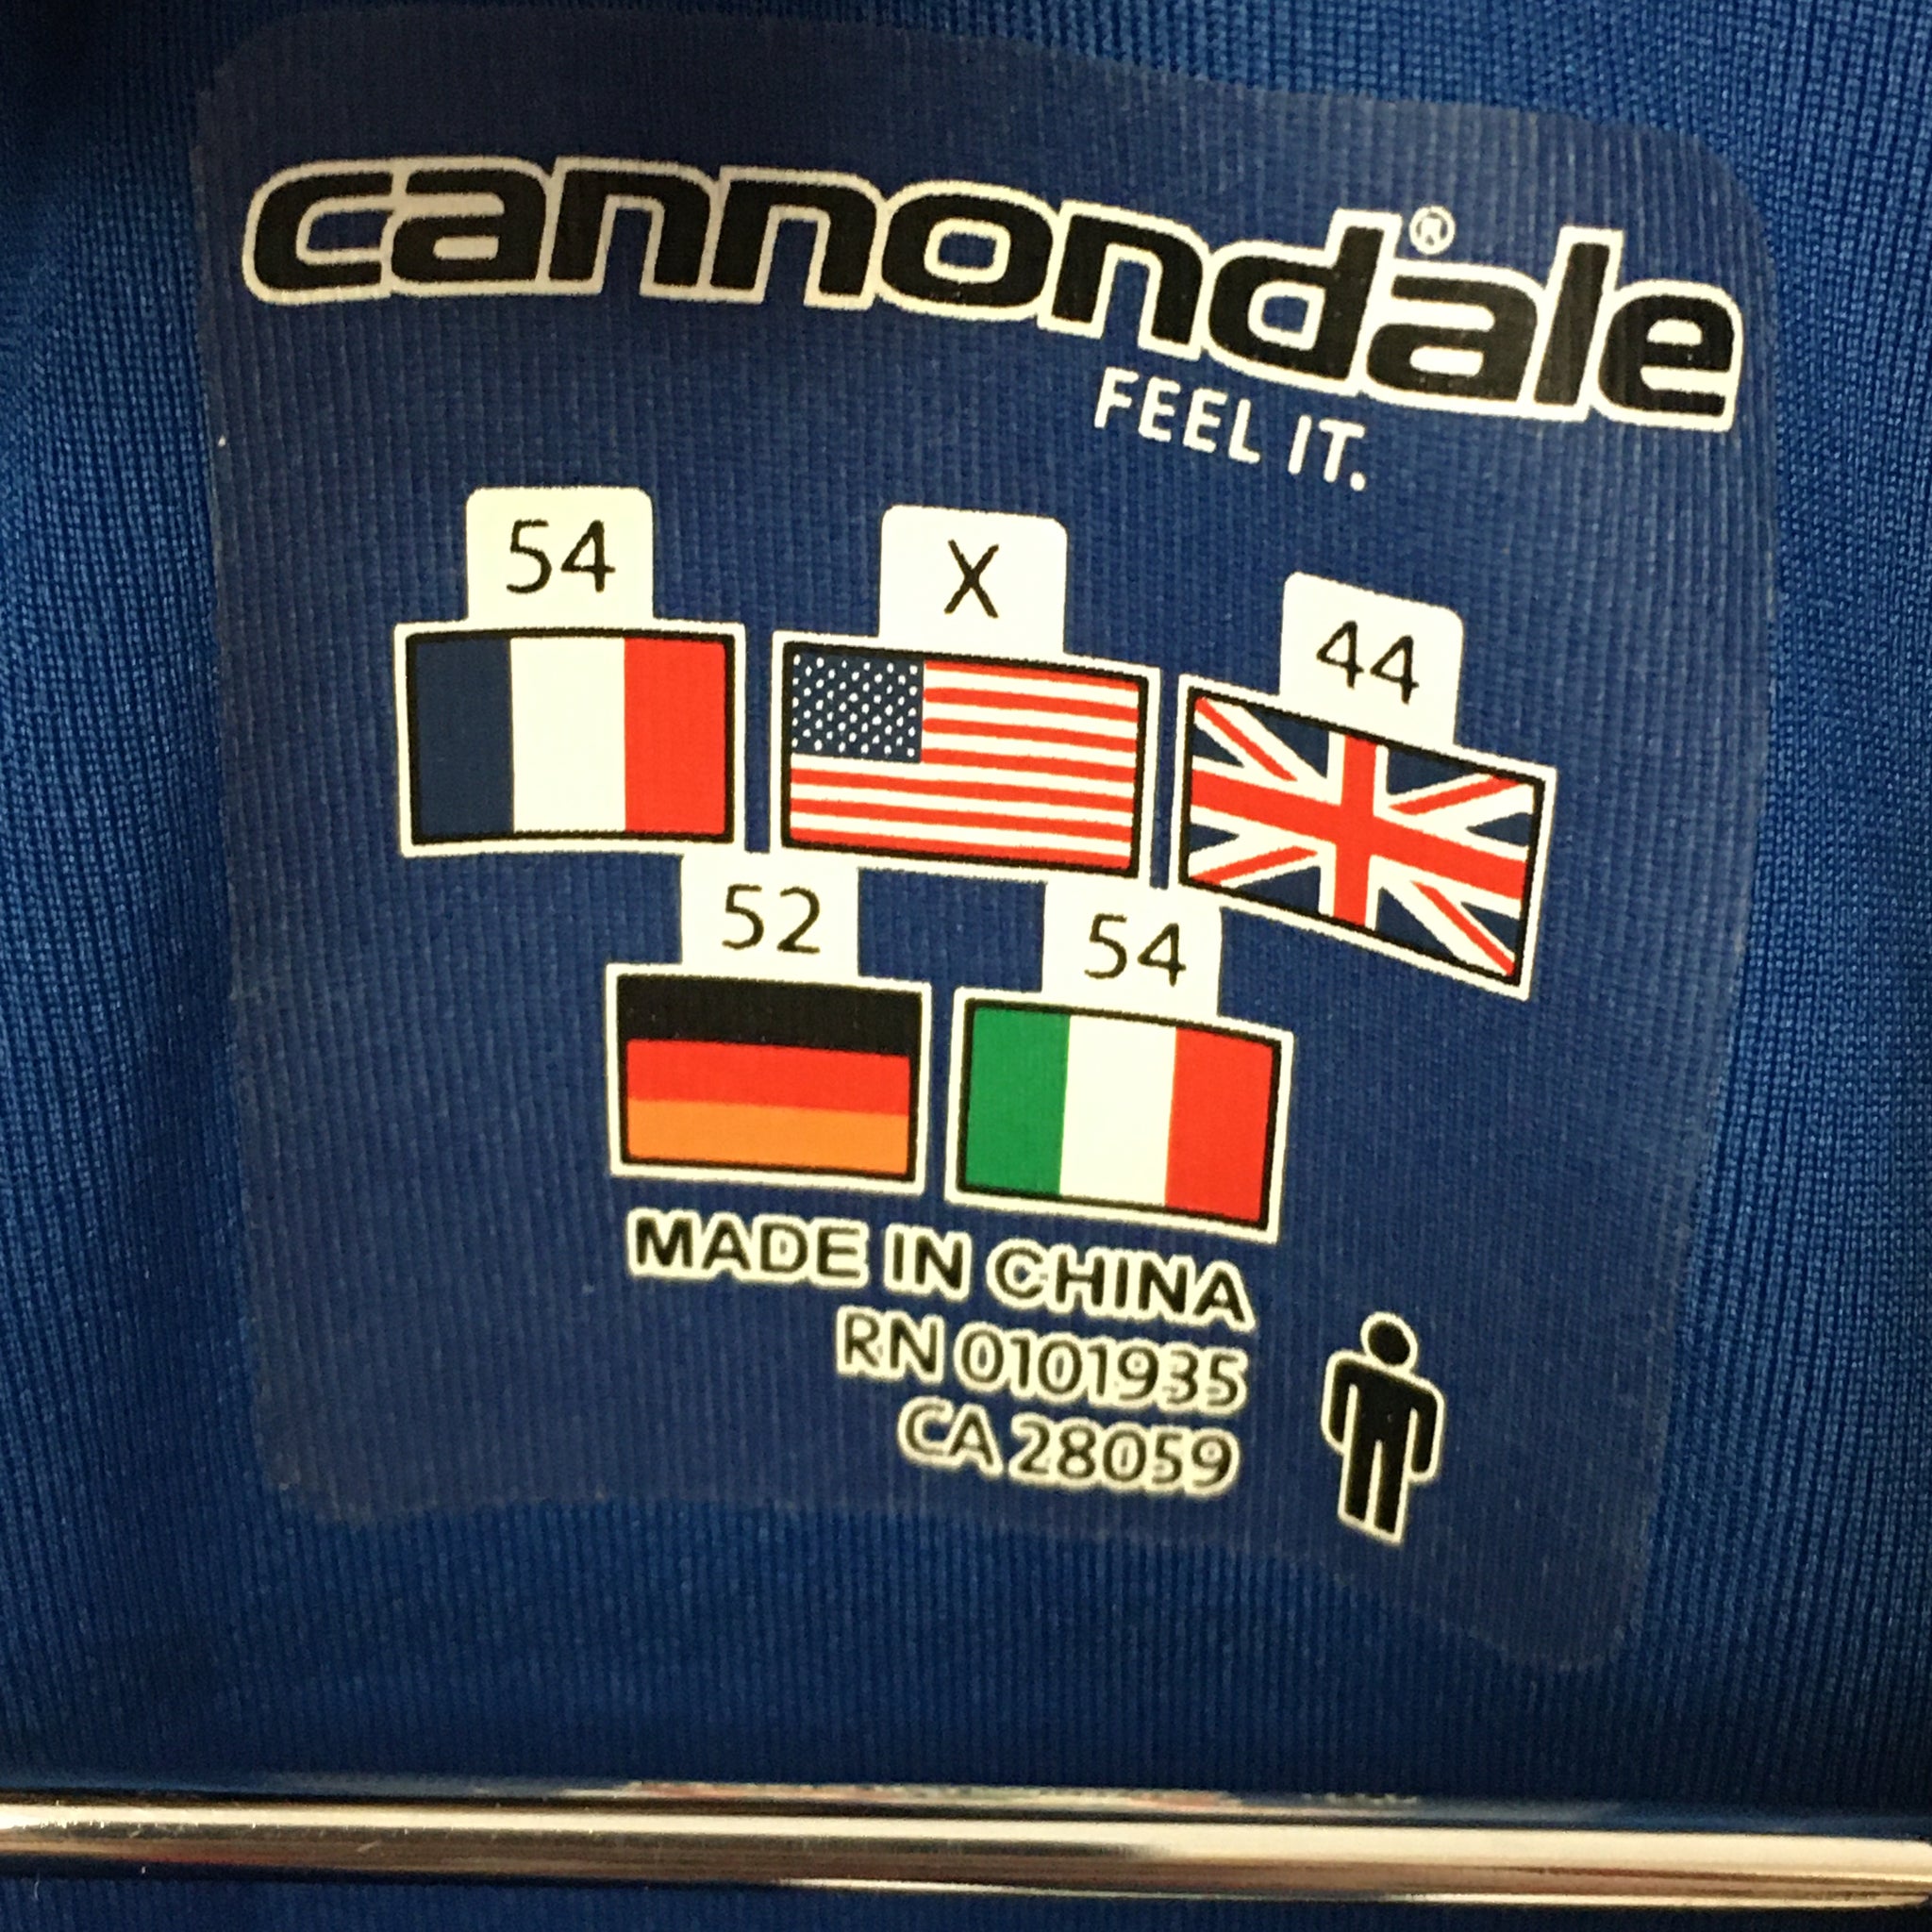 cannondale®
FEEL IT.
54 X 44
52 54
MADE IN CHINA
RN 0101935
CA 28059